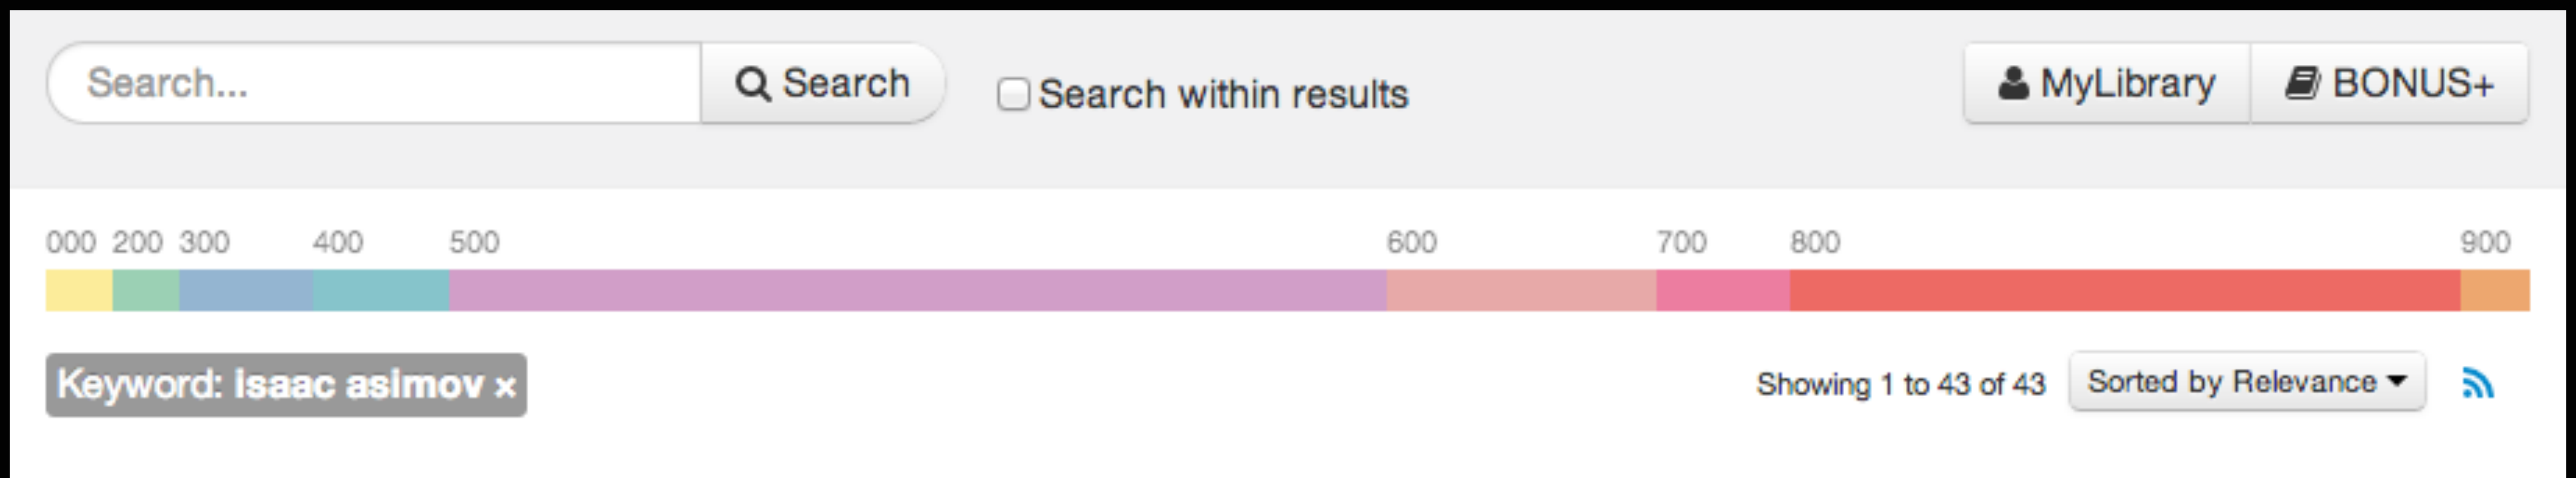 Search... Search Search within results MyLibrary BONUS+
000 200 300 400 500 600 700 800 900
Keyword: isaac asimov × Showing 1 to 43 of 43 Sorted by Relevance